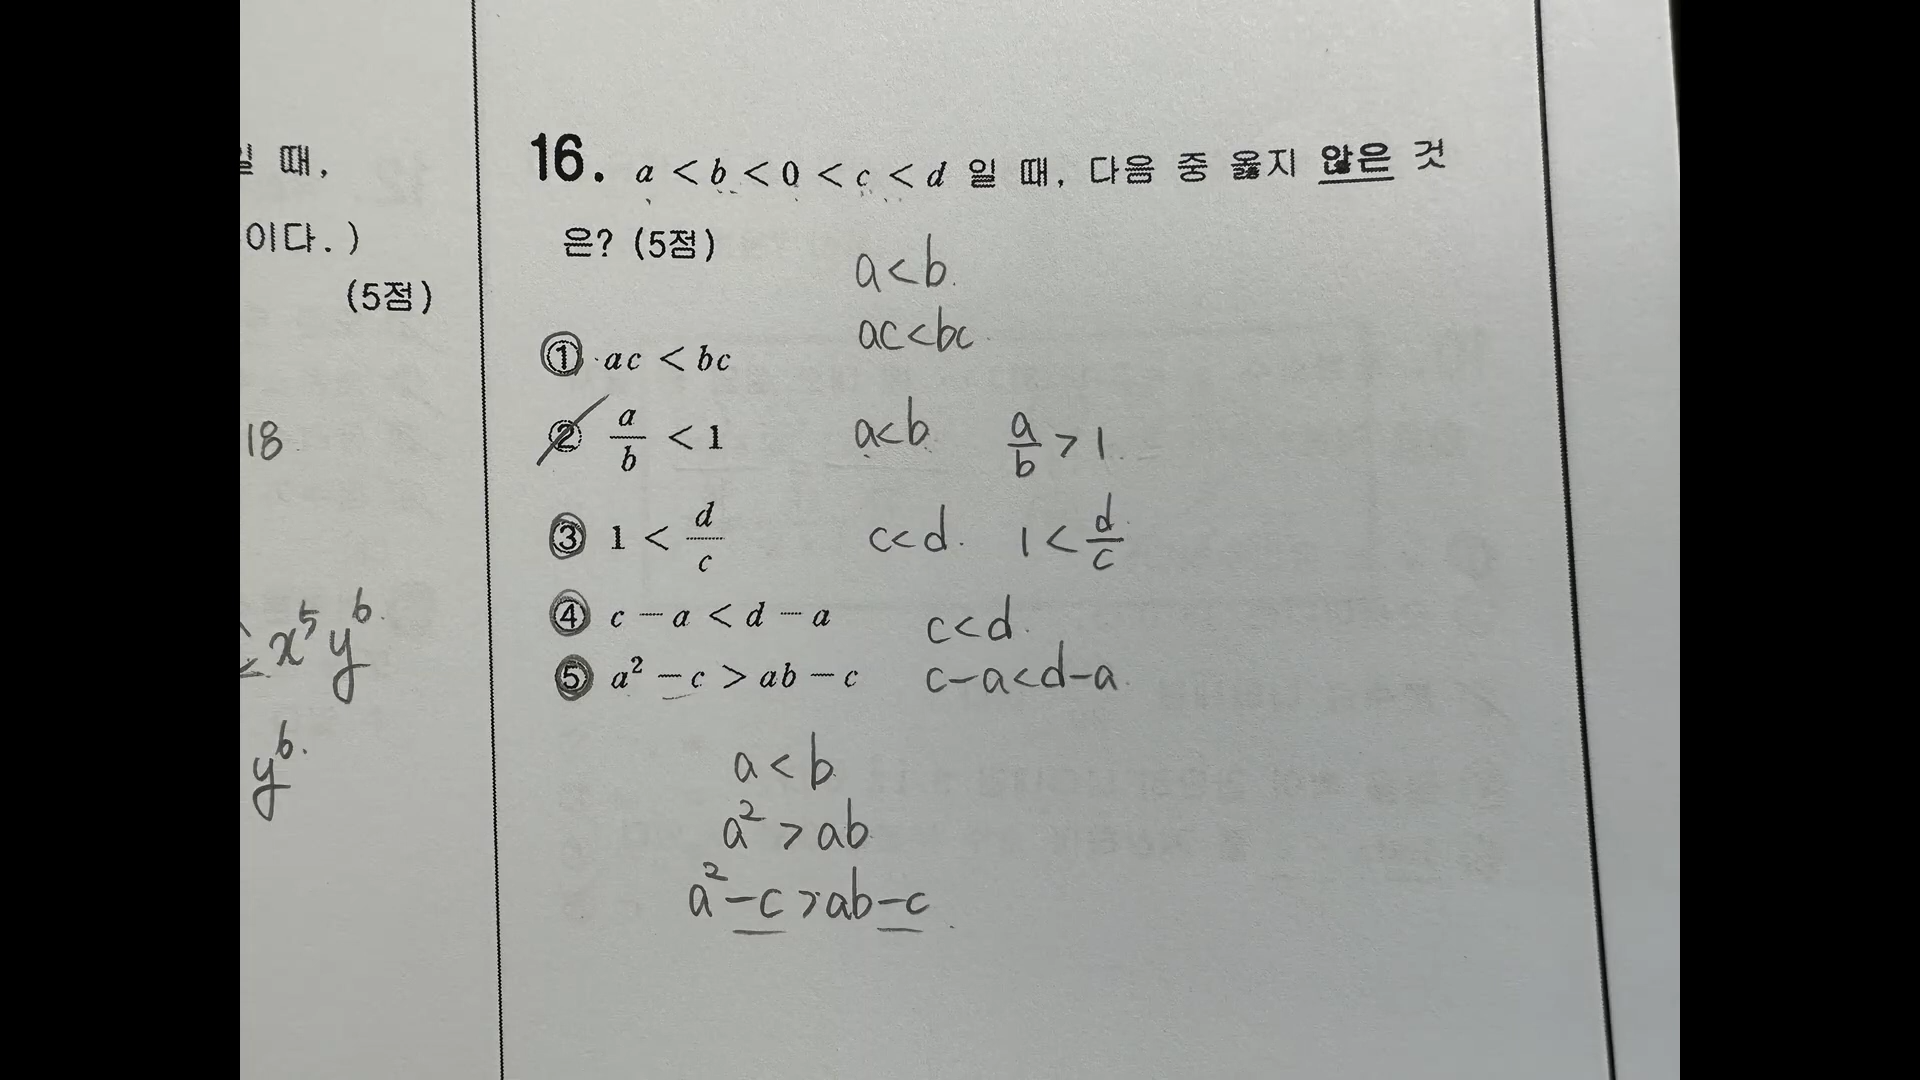 일 때,
이다.)
(5점)
18
x⁵y⁶.
y⁶.
16. a < b < 0 < c < d 일 때, 다음 중 옳지 않은 것
은? (5점)
a<b.
ac<bc
① ac < bc
② a/b < 1
a<b
a/b > 1.
③ 1 < d/c
c<d.
1 < d/c
④ c - a < d - a
c<d.
⑤ a² - c > ab - c
c-a<d-a
a < b
a² > ab
a² - c > ab - c